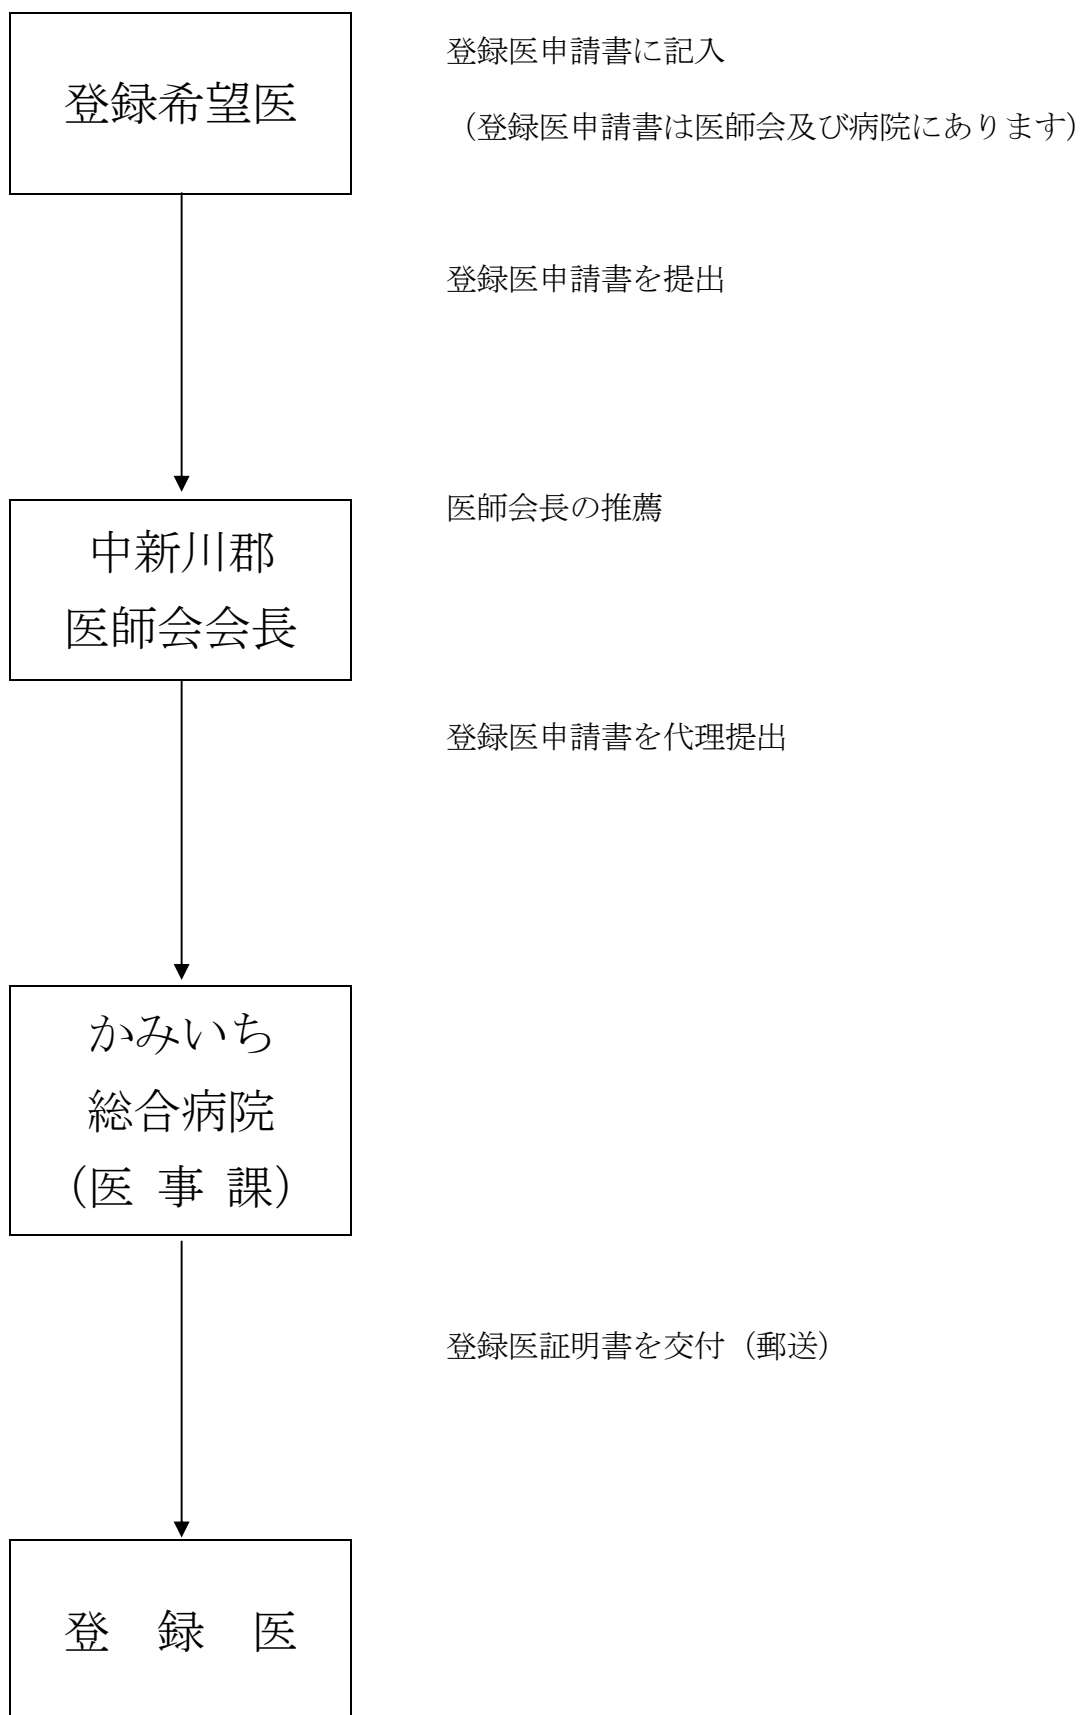 登録希望医
登録医申請書に記入
（登録医申請書は医師会及び病院にあります）
登録医申請書を提出
中新川郡
医師会会長
医師会長の推薦
登録医申請書を代理提出
かみいち
総合病院
（医 事 課）
登録医証明書を交付（郵送）
登　録　医